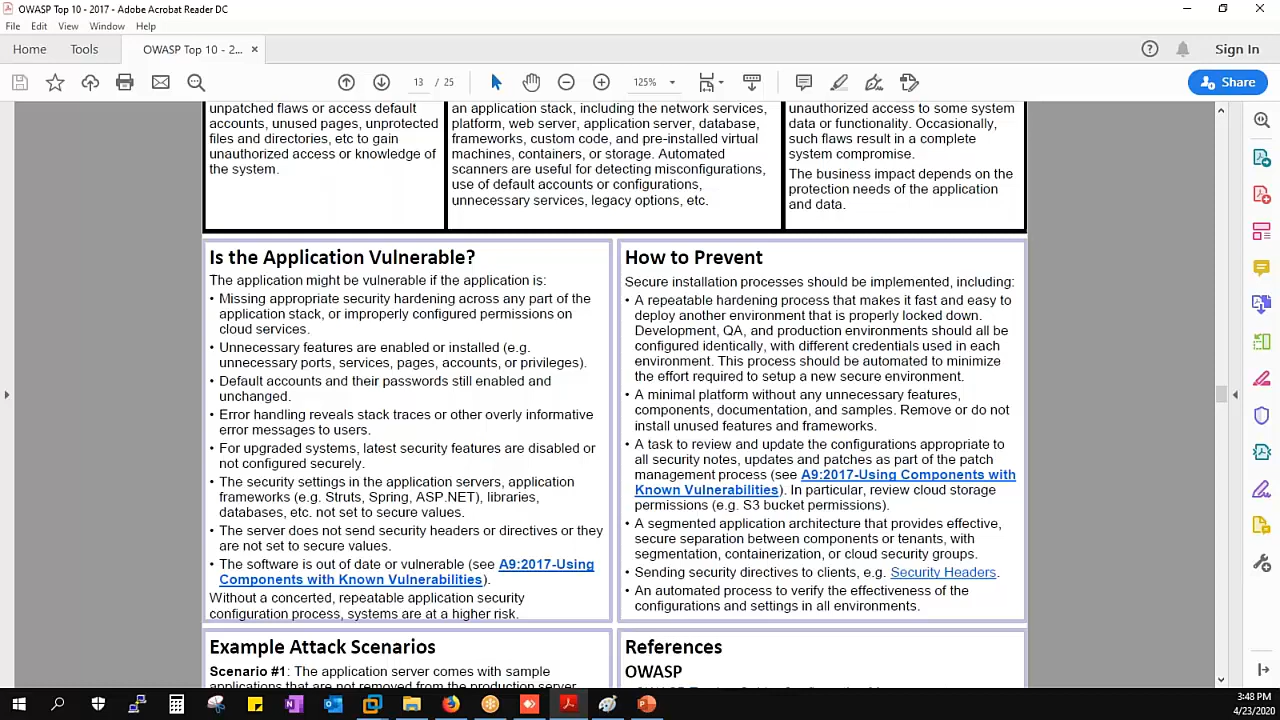 OWASP Top 10 - 2017 - Adobe Acrobat Reader DC
File Edit View Window Help
Home Tools OWASP Top 10 - 2... × Sign In
13 / 25 125% Share
unpatched flaws or access default
accounts, unused pages, unprotected
files and directories, etc to gain
unauthorized access or knowledge of
the system.
an application stack, including the network services,
platform, web server, application server, database,
frameworks, custom code, and pre-installed virtual
machines, containers, or storage. Automated
scanners are useful for detecting misconfigurations,
use of default accounts or configurations,
unnecessary services, legacy options, etc.
unauthorized access to some system
data or functionality. Occasionally,
such flaws result in a complete
system compromise.
The business impact depends on the
protection needs of the application
and data.
Is the Application Vulnerable?
The application might be vulnerable if the application is:
• Missing appropriate security hardening across any part of the
application stack, or improperly configured permissions on
cloud services.
• Unnecessary features are enabled or installed (e.g.
unnecessary ports, services, pages, accounts, or privileges).
• Default accounts and their passwords still enabled and
unchanged.
• Error handling reveals stack traces or other overly informative
error messages to users.
• For upgraded systems, latest security features are disabled or
not configured securely.
• The security settings in the application servers, application
frameworks (e.g. Struts, Spring, ASP.NET), libraries,
databases, etc. not set to secure values.
• The server does not send security headers or directives or they
are not set to secure values.
• The software is out of date or vulnerable (see A9:2017-Using
Components with Known Vulnerabilities).
Without a concerted, repeatable application security
configuration process, systems are at a higher risk.
How to Prevent
Secure installation processes should be implemented, including:
• A repeatable hardening process that makes it fast and easy to
deploy another environment that is properly locked down.
Development, QA, and production environments should all be
configured identically, with different credentials used in each
environment. This process should be automated to minimize
the effort required to setup a new secure environment.
• A minimal platform without any unnecessary features,
components, documentation, and samples. Remove or do not
install unused features and frameworks.
• A task to review and update the configurations appropriate to
all security notes, updates and patches as part of the patch
management process (see A9:2017-Using Components with
Known Vulnerabilities). In particular, review cloud storage
permissions (e.g. S3 bucket permissions).
• A segmented application architecture that provides effective,
secure separation between components or tenants, with
segmentation, containerization, or cloud security groups.
• Sending security directives to clients, e.g. Security Headers.
• An automated process to verify the effectiveness of the
configurations and settings in all environments.
Example Attack Scenarios
Scenario #1: The application server comes with sample
applications that are not removed from the production server.
References
OWASP
3:48 PM
4/23/2020